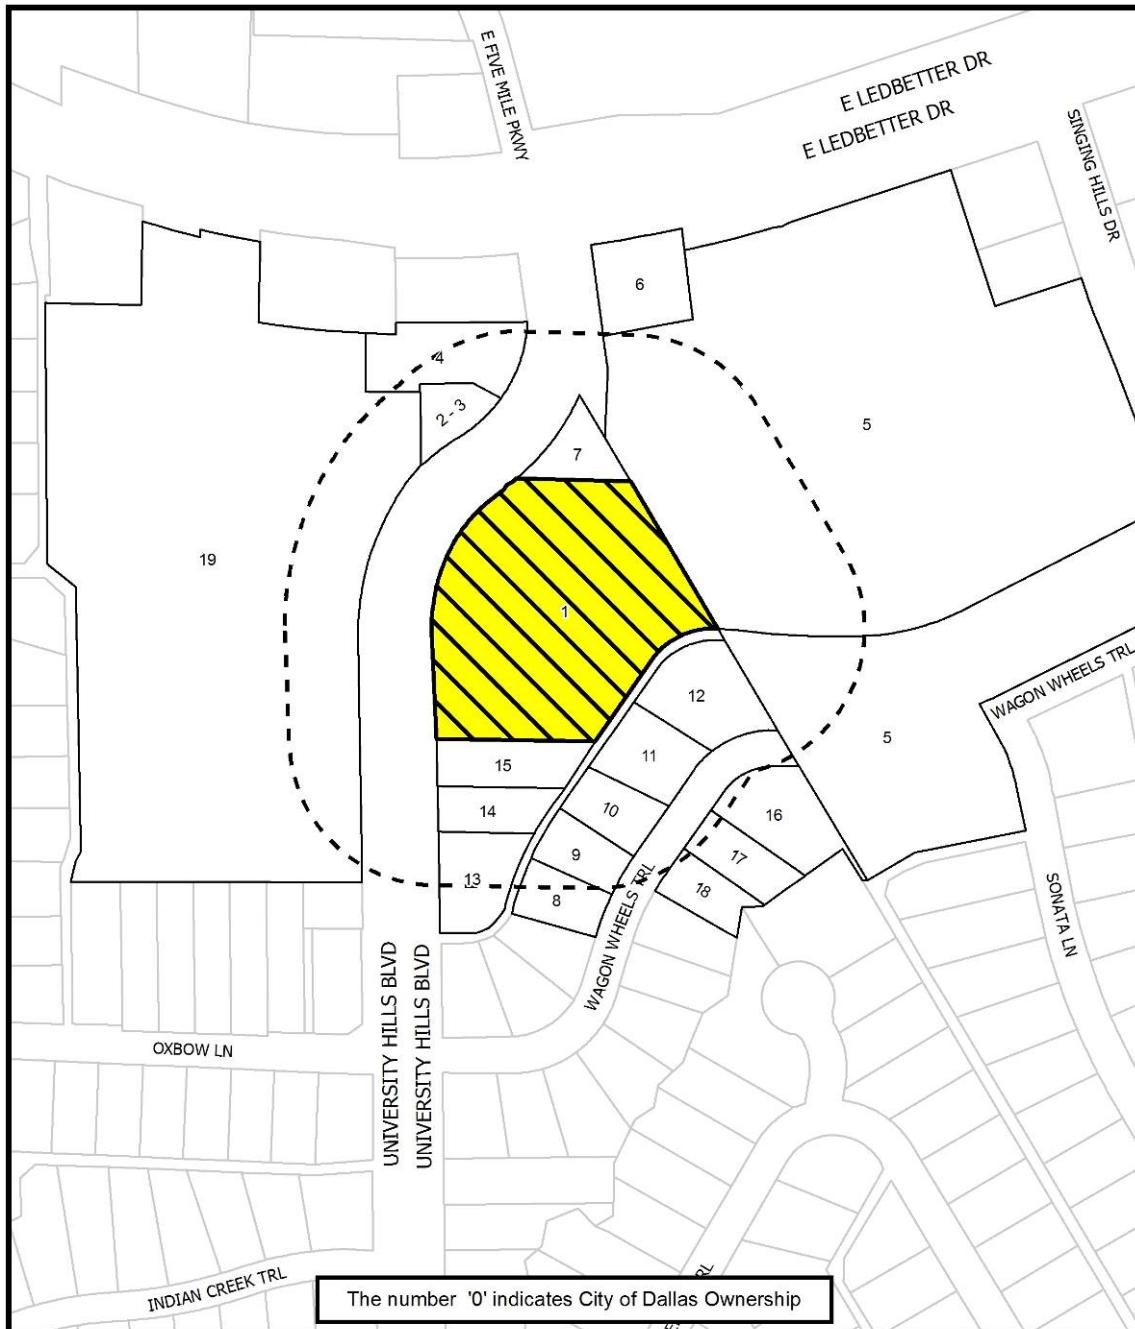 E FIVE MILE PKWY
E LEDBETTER DR
E LEDBETTER DR
SINGING HILLS DR
6
4
2 - 3
5
7
19
1
WAGON WHEELS TRL
12
5
11
15
10
14
16
9
17
13
18
8
WAGON WHEELS TRL
SONATA LN
UNIVERSITY HILLS BLVD
UNIVERSITY HILLS BLVD
OXBOW LN
INDIAN CREEK TRL
The number '0' indicates City of Dallas Ownership